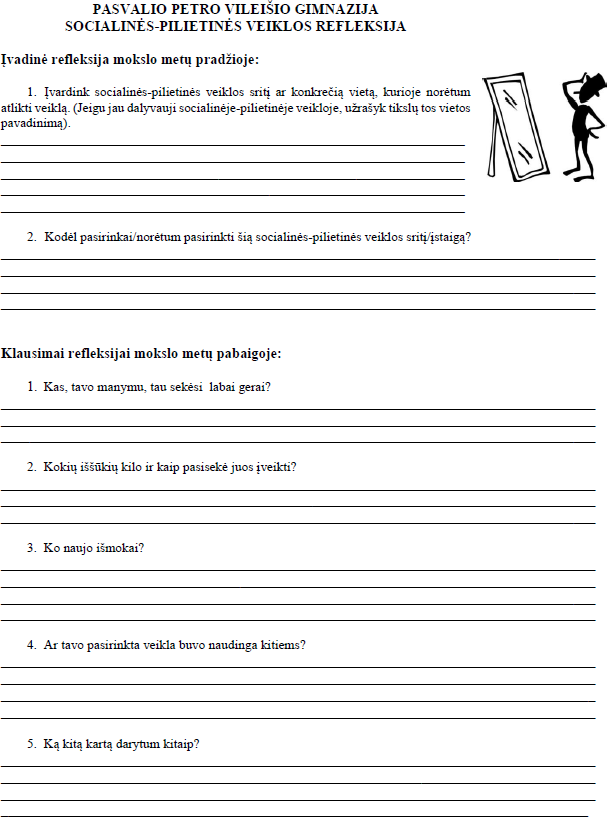 PASVALIO PETRO VILEIŠIO GIMNAZIJA
SOCIALINĖS-PILIETINĖS VEIKLOS REFLEKSIJA
Įvadinė refleksija mokslo metų pradžioje:
1. Įvardink socialinės-pilietinės veiklos sritį ar konkrečią vietą, kurioje norėtum
atlikti veiklą. (Jeigu jau dalyvauji socialinėje-pilietinėje veikloje, užrašyk tikslų tos vietos
pavadinimą).
2. Kodėl pasirinkai/norėtum pasirinkti šią socialinės-pilietinės veiklos sritį/įstaigą?
Klausimai refleksijai mokslo metų pabaigoje:
1. Kas, tavo manymu, tau sekėsi labai gerai?
2. Kokių iššūkių kilo ir kaip pasisekė juos įveikti?
3. Ko naujo išmokai?
4. Ar tavo pasirinkta veikla buvo naudinga kitiems?
5. Ką kitą kartą darytum kitaip?